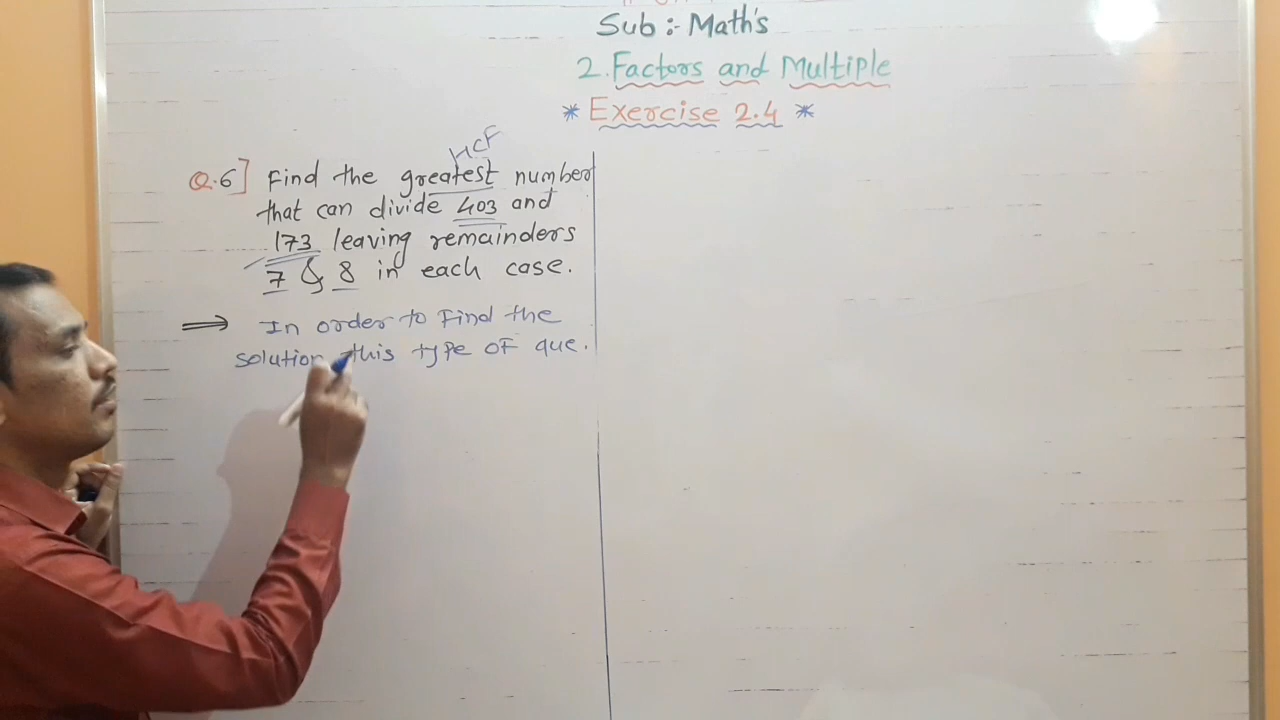 Sub :- Math's
2. Factors and Multiple
* Exercise 2.4 *
HCF
Q.6] Find the greatest number
that can divide 403 and
173 leaving remainders
7 & 8 in each case.
⇒ In order to Find the
solution this type OF que.